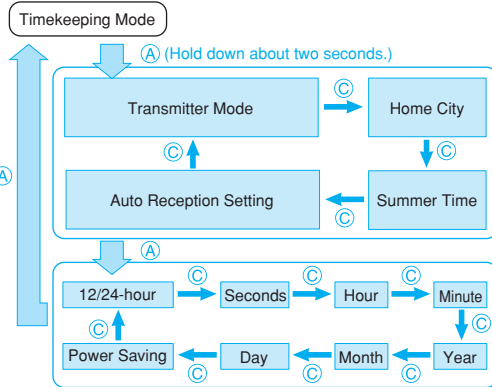 Timekeeping Mode
Ⓐ (Hold down about two seconds.)
Transmitter Mode
Ⓒ
Home City
Ⓒ
Ⓒ
Auto Reception Setting
Ⓒ
Summer Time
Ⓐ
Ⓐ
12/24-hour
Ⓒ
Seconds
Ⓒ
Hour
Ⓒ
Minute
Ⓒ
Ⓒ
Power Saving
Ⓒ
Day
Ⓒ
Month
Ⓒ
Year